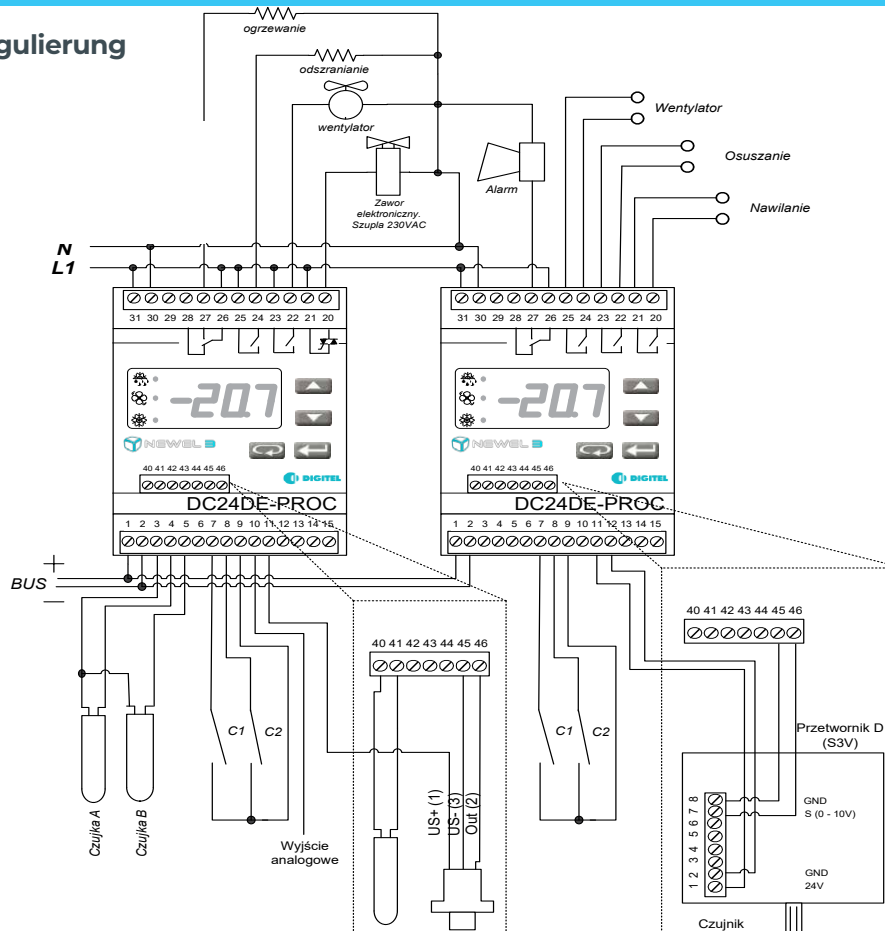 gulierung
ogrzewanie
odszranianie
wentylator
Zawor
elektroniczny.
Szupla 230VAC
Alarm
Wentylator
Osuszanie
Nawilanie
N
L1
31 30 29 28 27 26 25 24 23 22 21 20
31 30 29 28 27 26 25 24 23 22 21 20
-20.7
-20.7
NEWEL 3
NEWEL 3
40 41 42 43 44 45 46
40 41 42 43 44 45 46
DIGITEL
DIGITEL
DC24DE-PROC
DC24DE-PROC
1 2 3 4 5 6 7 8 9 10 11 12 13 14 15
1 2 3 4 5 6 7 8 9 10 11 12 13 14 15
+
BUS
—
Czujka A
Czujka B
C1
C2
Wyjście
analogowe
40 41 42 43 44 45 46
US+ (1)
US- (3)
Out (2)
C1
C2
40 41 42 43 44 45 46
Przetwornik D
(S3V)
1 2 3 4 5 6 7 8
GND
S (0 - 10V)
GND
24V
Czujnik